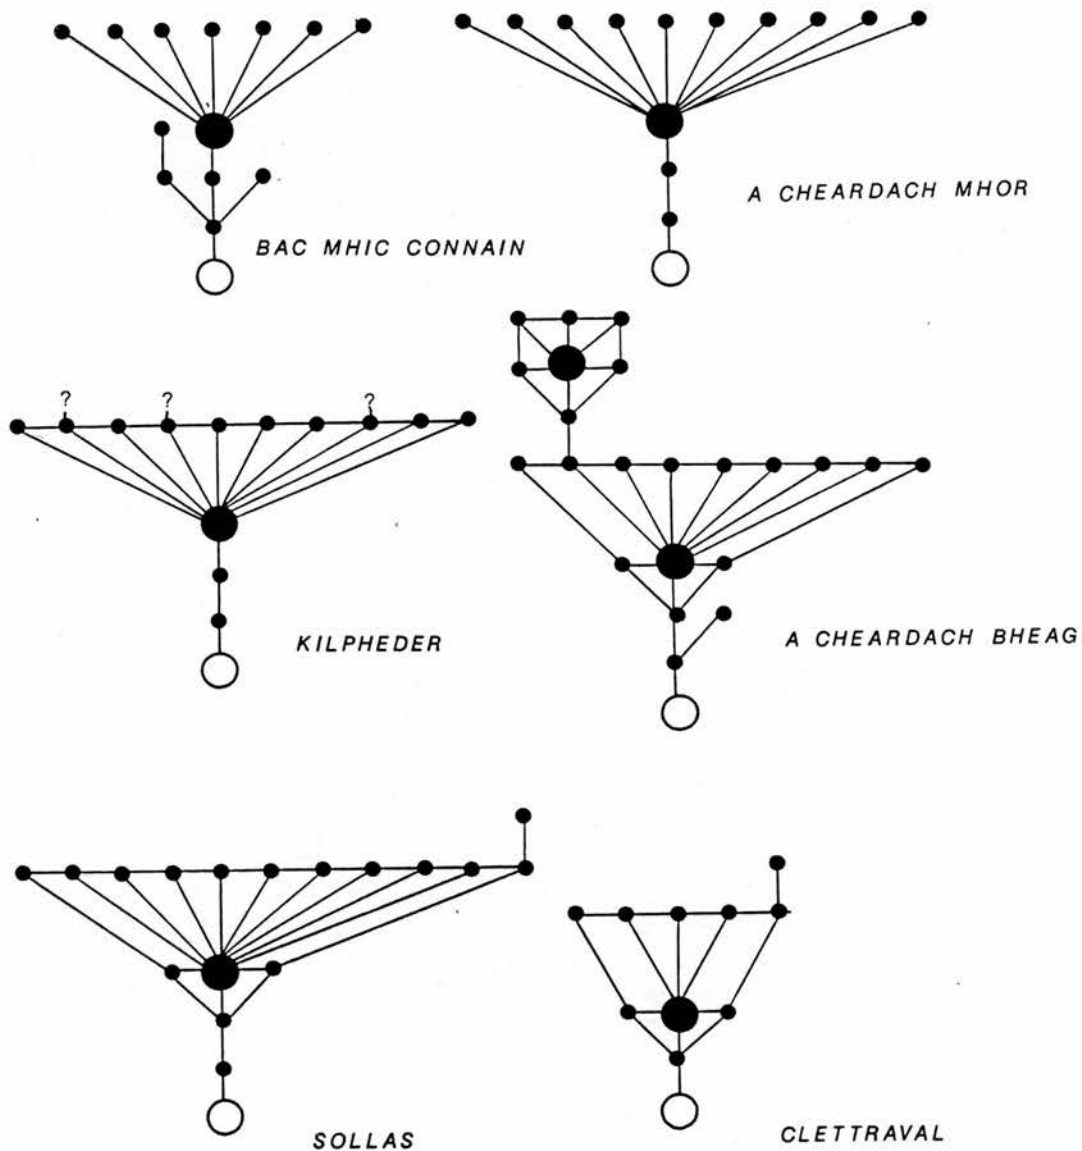 BAC MHIC CONNAIN
A CHEARDACH MHOR
? ? ?
KILPHEDER
A CHEARDACH BHEAG
SOLLAS
CLETTRAVAL